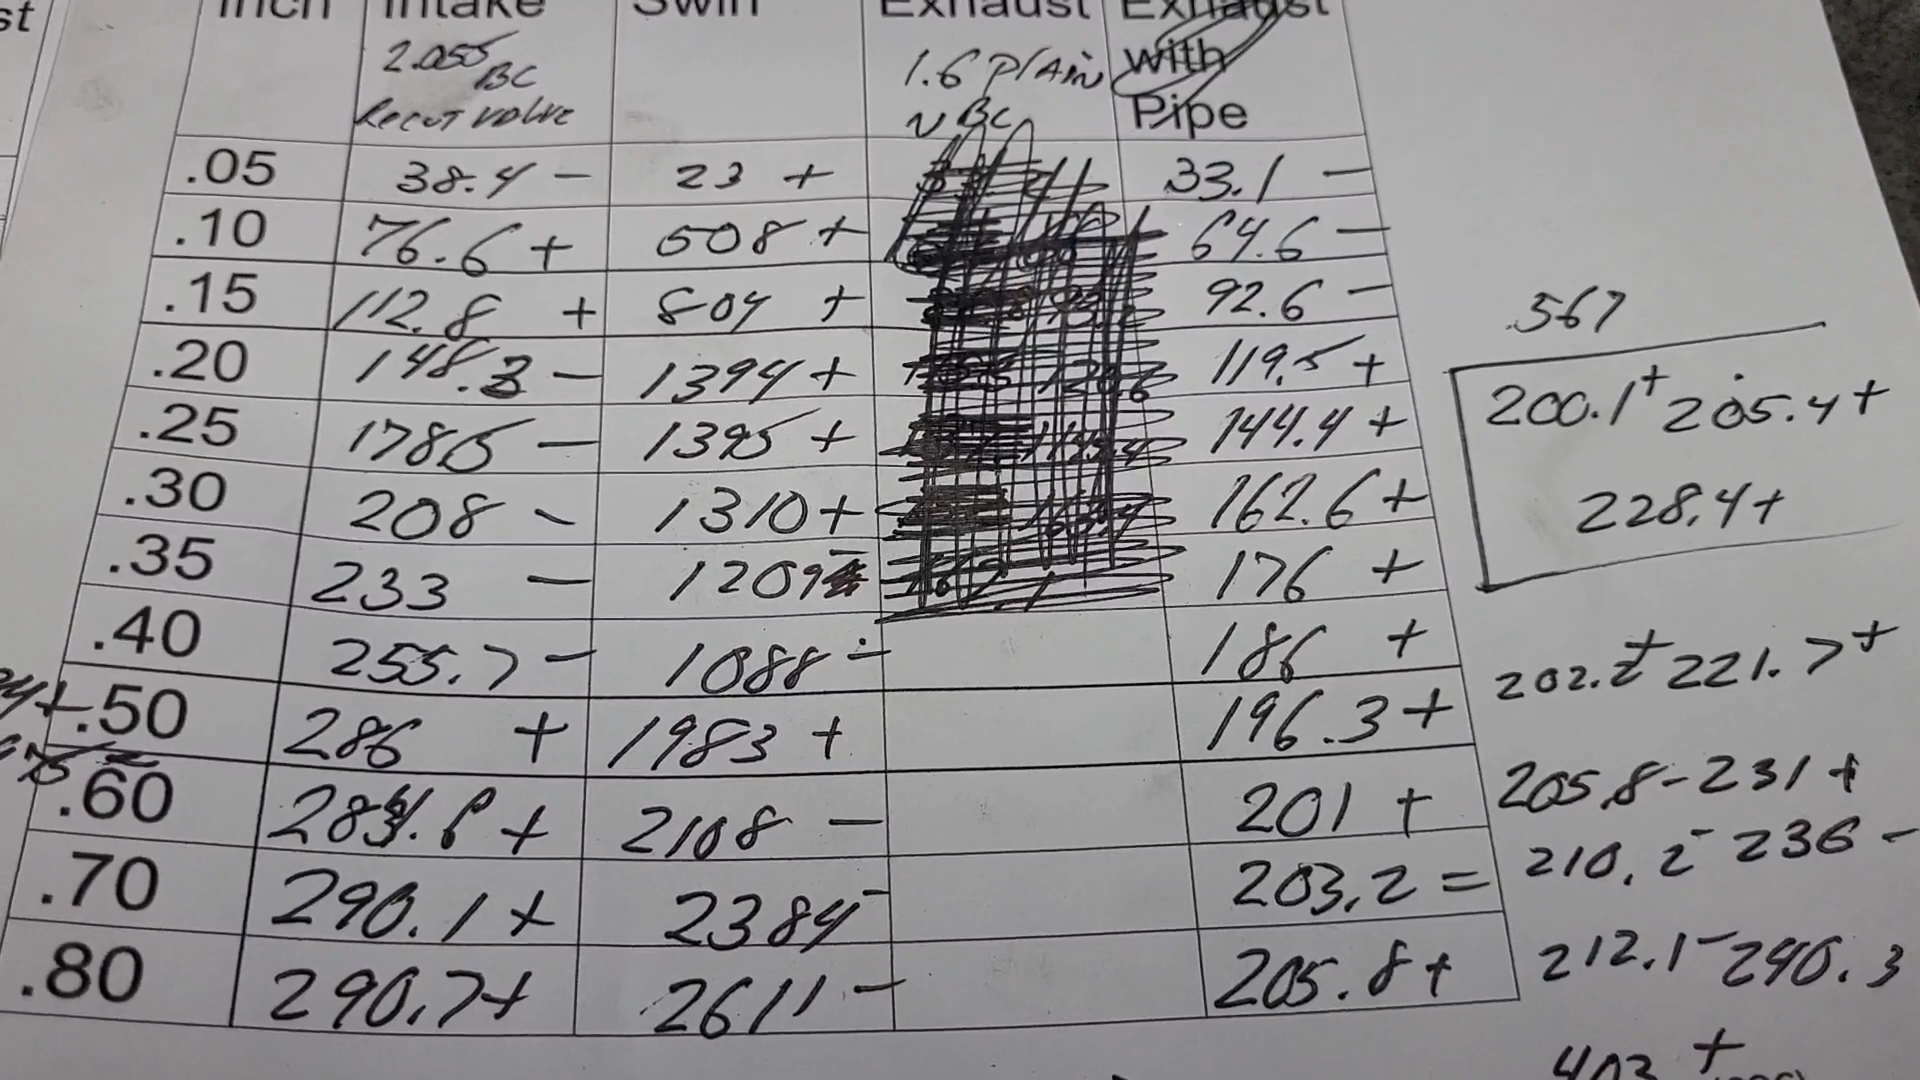 st Inch Intake Swirl Exhaust Exhaust
2.055 BC Recut valve 1.6 Plain N BC with Pipe
.05 38.4 - 23 + 33.1 -
.10 76.6 + 508 + 64.6 -
.15 112.8 + 804 + 92.6 -
.20 148.3 - 1394 + 119.5 +
.25 178.5 - 1395 + 144.4 +
.30 208 - 1310 + 162.6 +
.35 233 - 1209 - 176 +
.40 255.7 - 1088 - 186 +
.50 286 + 1983 + 196.3 +
.60 + 2108 - 201 +
.70 290.1 + 2384 - 203.2 =
.80 290.7 + 2611 - 205.8 +
.567
200.1 + 205.4 +
228.4 +
202.2 + 221.7 +
205.8 - 231 +
210.2 - 236 -
212.1 - 240.3
403 +